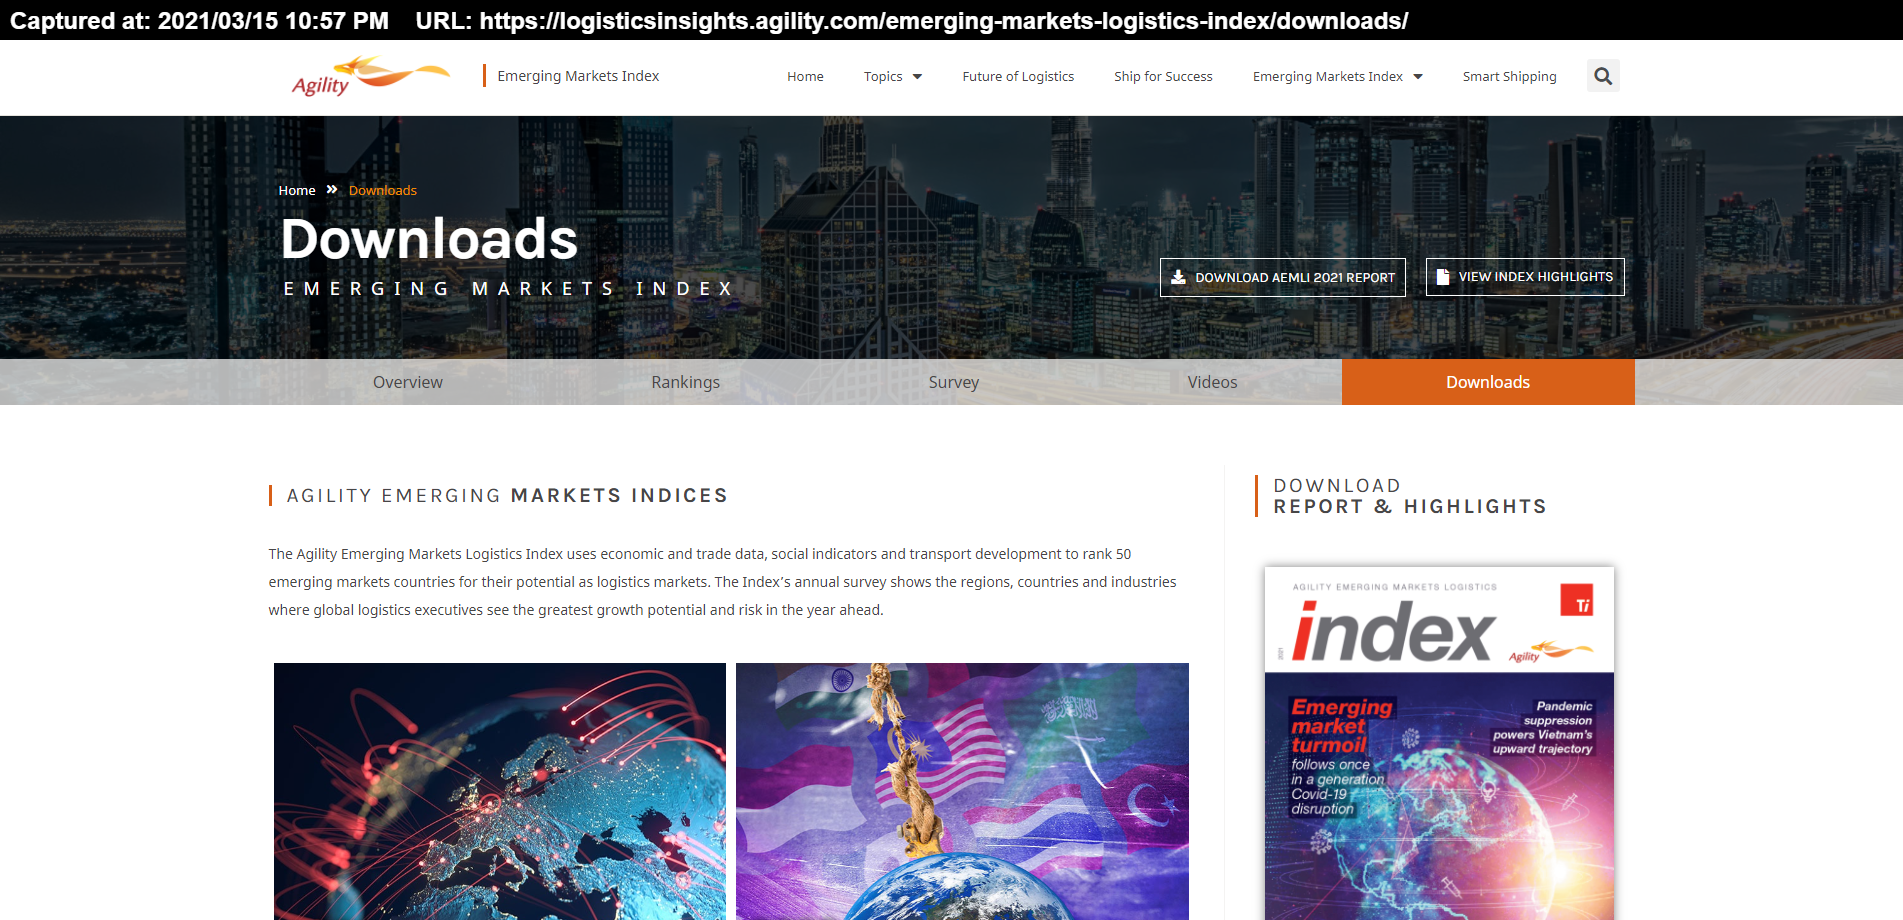 Captured at: 2021/03/15 10:57 PM    URL: https://logisticsinsights.agility.com/emerging-markets-logistics-index/downloads/
Agility
Emerging Markets Index
Home
Topics
Future of Logistics
Ship for Success
Emerging Markets Index
Smart Shipping
Home » Downloads
Downloads
EMERGING MARKETS INDEX
DOWNLOAD AEMLI 2021 REPORT
VIEW INDEX HIGHLIGHTS
Overview
Rankings
Survey
Videos
Downloads
AGILITY EMERGING MARKETS INDICES
The Agility Emerging Markets Logistics Index uses economic and trade data, social indicators and transport development to rank 50
emerging markets countries for their potential as logistics markets. The Index’s annual survey shows the regions, countries and industries
where global logistics executives see the greatest growth potential and risk in the year ahead.
DOWNLOAD
REPORT & HIGHLIGHTS
AGILITY EMERGING MARKETS LOGISTICS
index
2021
Ti
Agility
Emerging
market
turmoil
follows once
in a generation
Covid-19
disruption
Pandemic
suppression
powers Vietnam's
upward trajectory